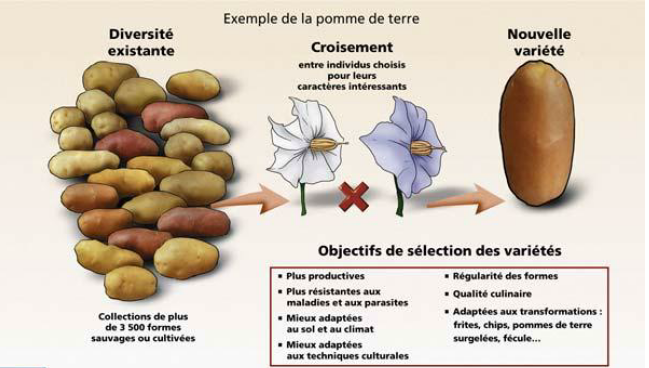 Exemple de la pomme de terre
Diversité
existante
Croisement
entre individus choisis
pour leurs
caractères intéressants
Nouvelle
variété
Collections de plus
de 3 500 formes
sauvages ou cultivées
Objectifs de sélection des variétés
▪ Plus productives
▪ Plus résistantes aux
maladies et aux parasites
▪ Mieux adaptées
au sol et au climat
▪ Mieux adaptées
aux techniques culturales
▪ Régularité des formes
▪ Qualité culinaire
▪ Adaptées aux transformations :
frites, chips, pommes de terre
surgelées, fécule...